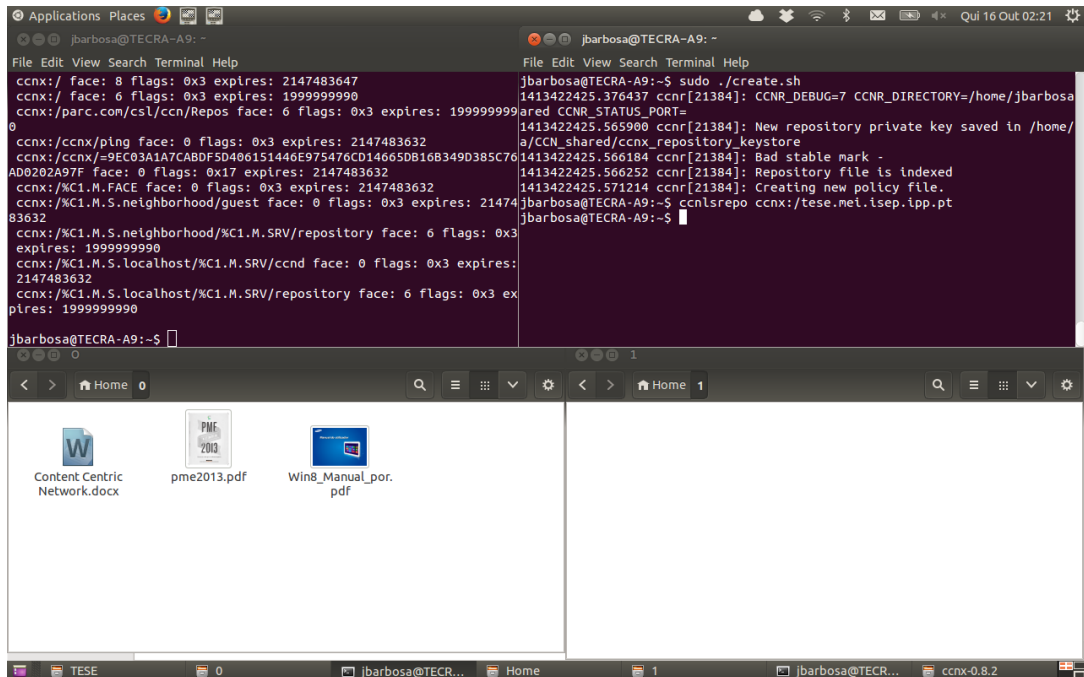 Applications Places
Qui 16 Out 02:21
jbarbosa@TECRA-A9: ~
File Edit View Search Terminal Help
ccnx:/ face: 8 flags: 0x3 expires: 2147483647
ccnx:/ face: 6 flags: 0x3 expires: 1999999990
ccnx:/parc.com/csl/ccn/Repos face: 6 flags: 0x3 expires: 199999999
0
ccnx:/ccnx/ping face: 0 flags: 0x3 expires: 2147483632
ccnx:/ccnx/=9EC03A1A7CABDF5D406151446E975476CD14665DB16B349D385C76
AD0202A97F face: 0 flags: 0x17 expires: 2147483632
ccnx:/%C1.M.FACE face: 0 flags: 0x3 expires: 2147483632
ccnx:/%C1.M.S.neighborhood/guest face: 0 flags: 0x3 expires: 21474
83632
ccnx:/%C1.M.S.neighborhood/%C1.M.SRV/repository face: 6 flags: 0x3
expires: 1999999990
ccnx:/%C1.M.S.localhost/%C1.M.SRV/ccnd face: 0 flags: 0x3 expires:
2147483632
ccnx:/%C1.M.S.localhost/%C1.M.SRV/repository face: 6 flags: 0x3 ex
pires: 1999999990
jbarbosa@TECRA-A9:~$
jbarbosa@TECRA-A9: ~
File Edit View Search Terminal Help
jbarbosa@TECRA-A9:~$ sudo ./create.sh
1413422425.376437 ccnr[21384]: CCNR_DEBUG=7 CCNR_DIRECTORY=/home/jbarbosa
ared CCNR_STATUS_PORT=
1413422425.565900 ccnr[21384]: New repository private key saved in /home/
a/CCN_shared/ccnx_repository_keystore
1413422425.566184 ccnr[21384]: Bad stable mark -
1413422425.566252 ccnr[21384]: Repository file is indexed
1413422425.571214 ccnr[21384]: Creating new policy file.
jbarbosa@TECRA-A9:~$ ccnlsrepo ccnx:/tese.mei.isep.ipp.pt
jbarbosa@TECRA-A9:~$
0
Home 0
W
Content Centric
Network.docx
2013
pme2013.pdf
Win8_Manual_por.
pdf
1
Home 1
TESE
0
jbarbosa@TECR...
Home
1
jbarbosa@TECR...
ccnx-0.8.2